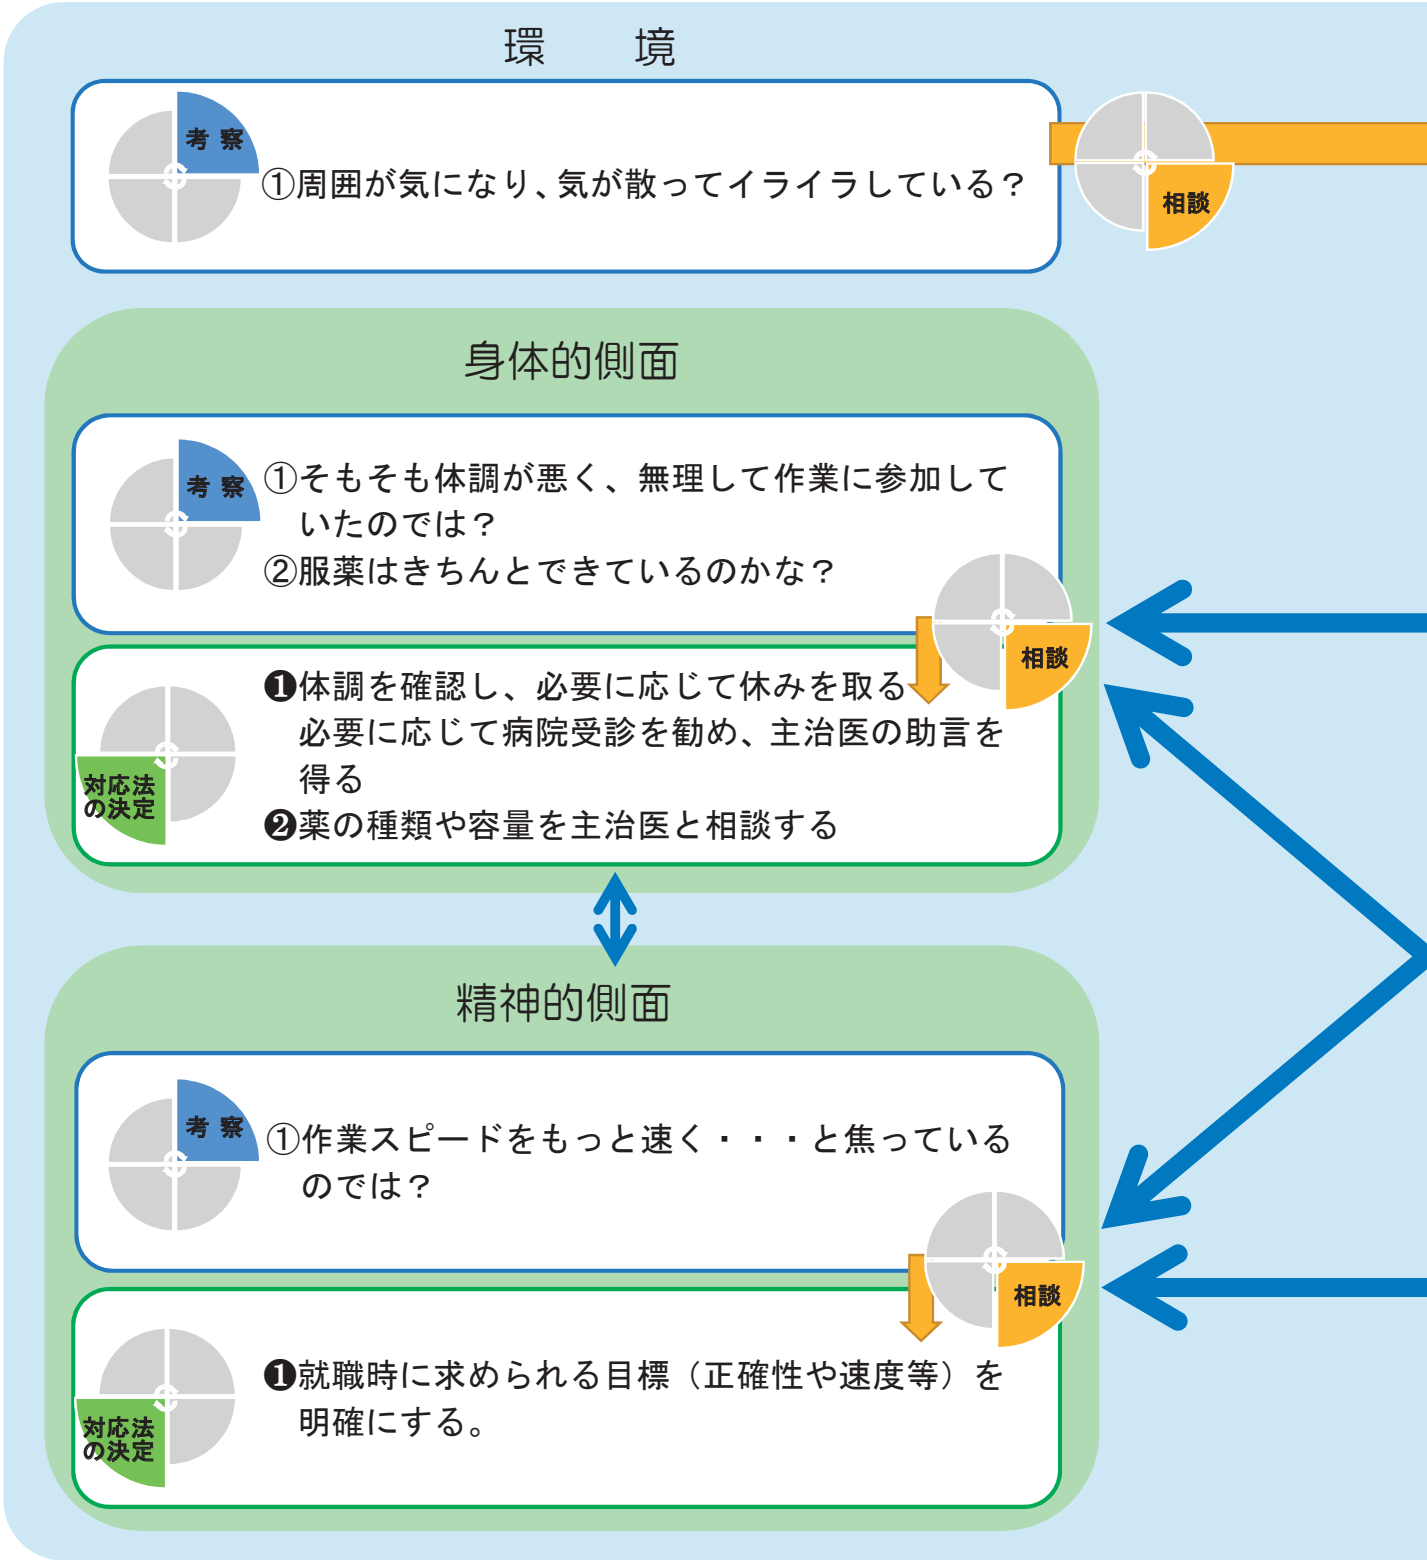 環　境
考察
①周囲が気になり、気が散ってイライラしている？
相談
身体的側面
考察
①そもそも体調が悪く、無理して作業に参加して
いたのでは？
②服薬はきちんとできているのかな？
相談
❶体調を確認し、必要に応じて休みを取る
必要に応じて病院受診を勧め、主治医の助言を
得る
❷薬の種類や容量を主治医と相談する
対応法
の決定
精神的側面
考察
①作業スピードをもっと速く・・・と焦っている
のでは？
相談
❶就職時に求められる目標（正確性や速度等）を
明確にする。
対応法
の決定